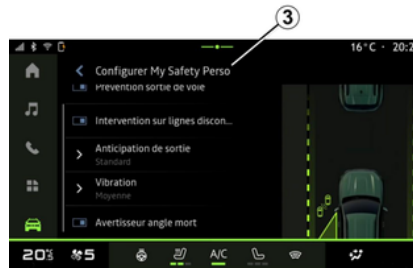 3
16°C · 20:2
Configurer My Safety Perso
Prévention sortie de voie
Intervention sur lignes discon...
Anticipation de sortie
Standard
Vibration
Moyenne
Avertisseur angle mort
20°5
5
A/C